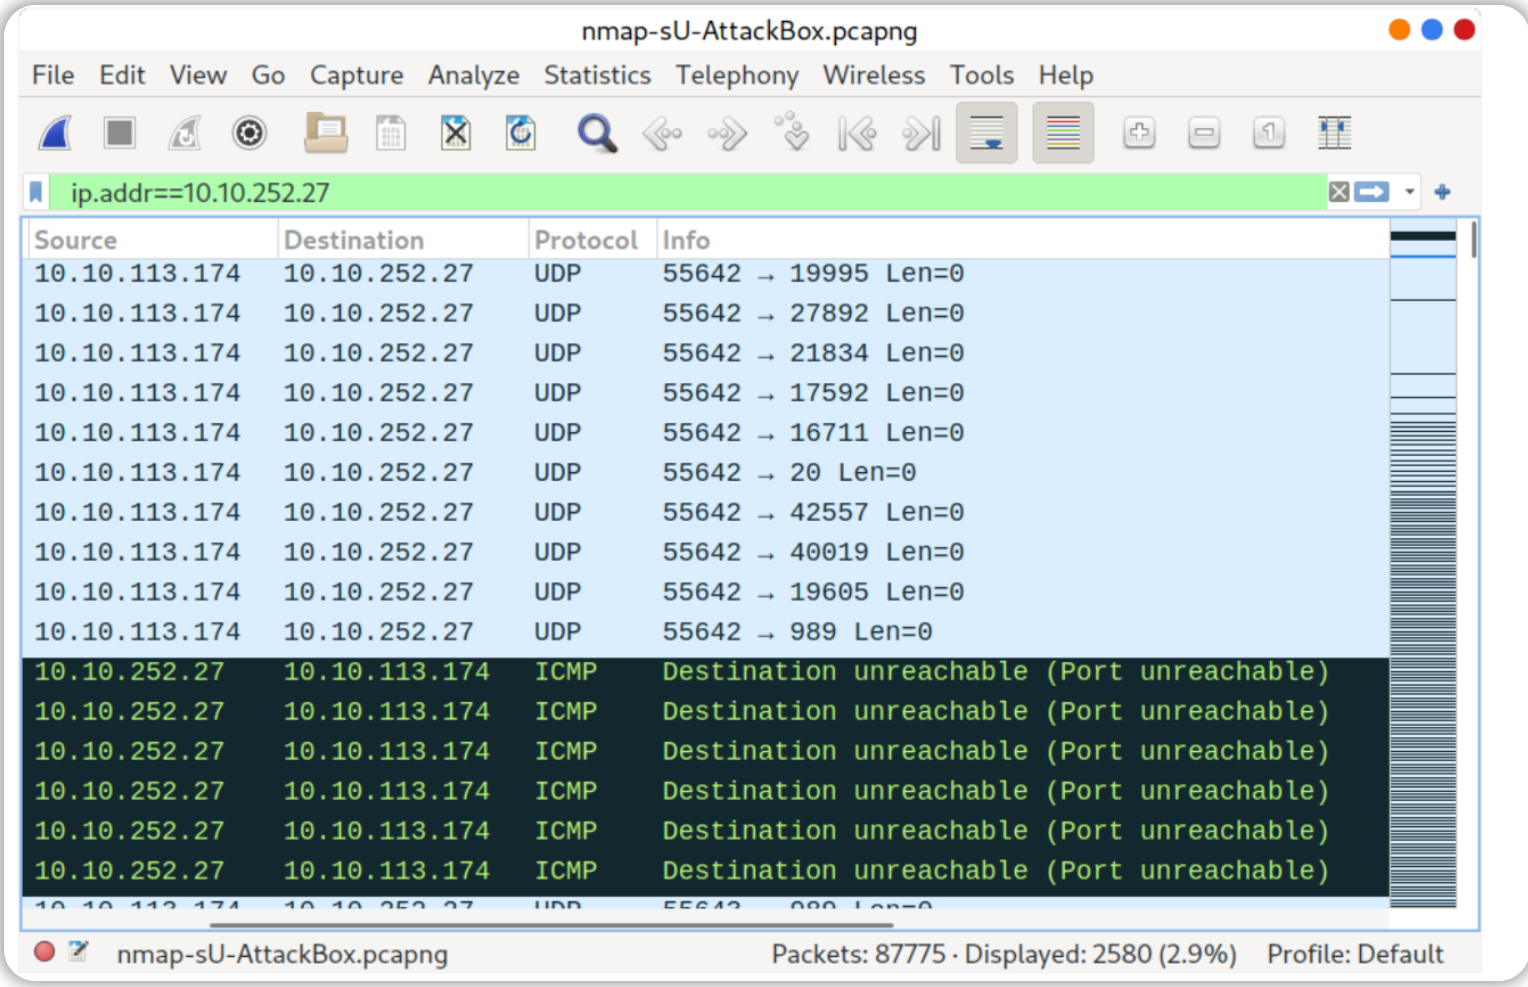 nmap-sU-AttackBox.pcapng
File Edit View Go Capture Analyze Statistics Telephony Wireless Tools Help
ip.addr==10.10.252.27
Source Destination Protocol Info
10.10.113.174 10.10.252.27 UDP 55642 → 19995 Len=0
10.10.113.174 10.10.252.27 UDP 55642 → 27892 Len=0
10.10.113.174 10.10.252.27 UDP 55642 → 21834 Len=0
10.10.113.174 10.10.252.27 UDP 55642 → 17592 Len=0
10.10.113.174 10.10.252.27 UDP 55642 → 16711 Len=0
10.10.113.174 10.10.252.27 UDP 55642 → 20 Len=0
10.10.113.174 10.10.252.27 UDP 55642 → 42557 Len=0
10.10.113.174 10.10.252.27 UDP 55642 → 40019 Len=0
10.10.113.174 10.10.252.27 UDP 55642 → 19605 Len=0
10.10.113.174 10.10.252.27 UDP 55642 → 989 Len=0
10.10.252.27 10.10.113.174 ICMP Destination unreachable (Port unreachable)
10.10.252.27 10.10.113.174 ICMP Destination unreachable (Port unreachable)
10.10.252.27 10.10.113.174 ICMP Destination unreachable (Port unreachable)
10.10.252.27 10.10.113.174 ICMP Destination unreachable (Port unreachable)
10.10.252.27 10.10.113.174 ICMP Destination unreachable (Port unreachable)
10.10.252.27 10.10.113.174 ICMP Destination unreachable (Port unreachable)
nmap-sU-AttackBox.pcapng Packets: 87775 · Displayed: 2580 (2.9%) Profile: Default